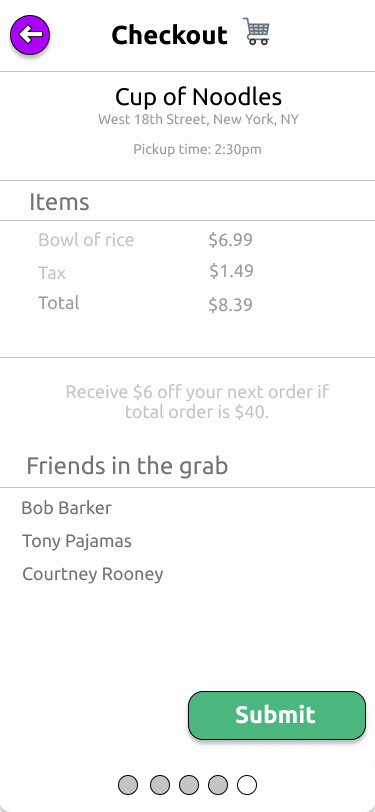 Checkout
Cup of Noodles
West 18th Street, New York, NY
Pickup time: 2:30pm
Items
Bowl of rice $6.99
Tax $1.49
Total $8.39
Receive $6 off your next order if
total order is $40.
Friends in the grab
Bob Barker
Tony Pajamas
Courtney Rooney
Submit